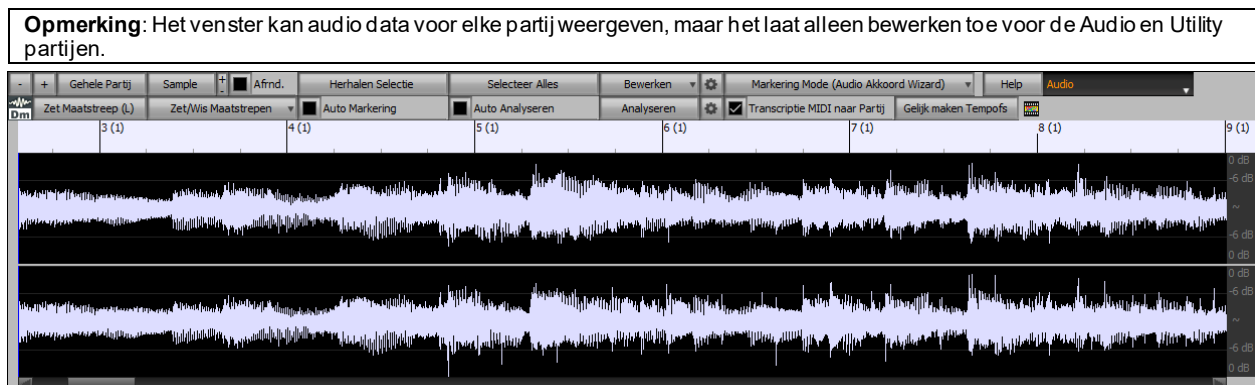 Opmerking: Het venster kan audio data voor elke partij weergeven, maar het laat alleen bewerken toe voor de Audio en Utility
partijen.
- + Gehele Partij Sample + - Afrnd. Herhalen Selectie Selecteer Alles Bewerken Markering Mode (Audio Akkoord Wizard) Help Audio
Dm Zet Maatstreep (L) Zet/Wis Maatstrepen Auto Markering Auto Analyseren Analyseren Transcriptie MIDI naar Partij Gelijk maken Tempofs
3 (1) 4 (1) 5 (1) 6 (1) 7 (1) 8 (1) 9 (1)
0 dB
-6 dB
~
-6 dB
0 dB
0 dB
-6 dB
~
-6 dB
0 dB